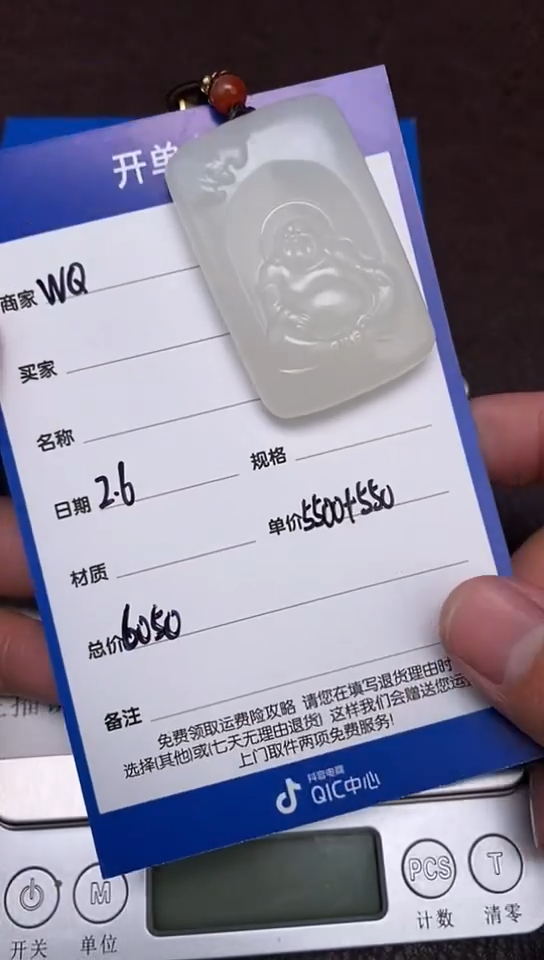 开单
商家 WQ
买家
名称
日期 2.6 规格
材质 单价 5500+550
总价 6050
备注
免费领取运费险攻略 请您在填写退货理由时
选择(其他)或(七天无理由退货) 这样我们会赠送您运
上门取件两项免费服务!
抖音电商
QIC中心
M PCS T
开关 单位 计数 清零